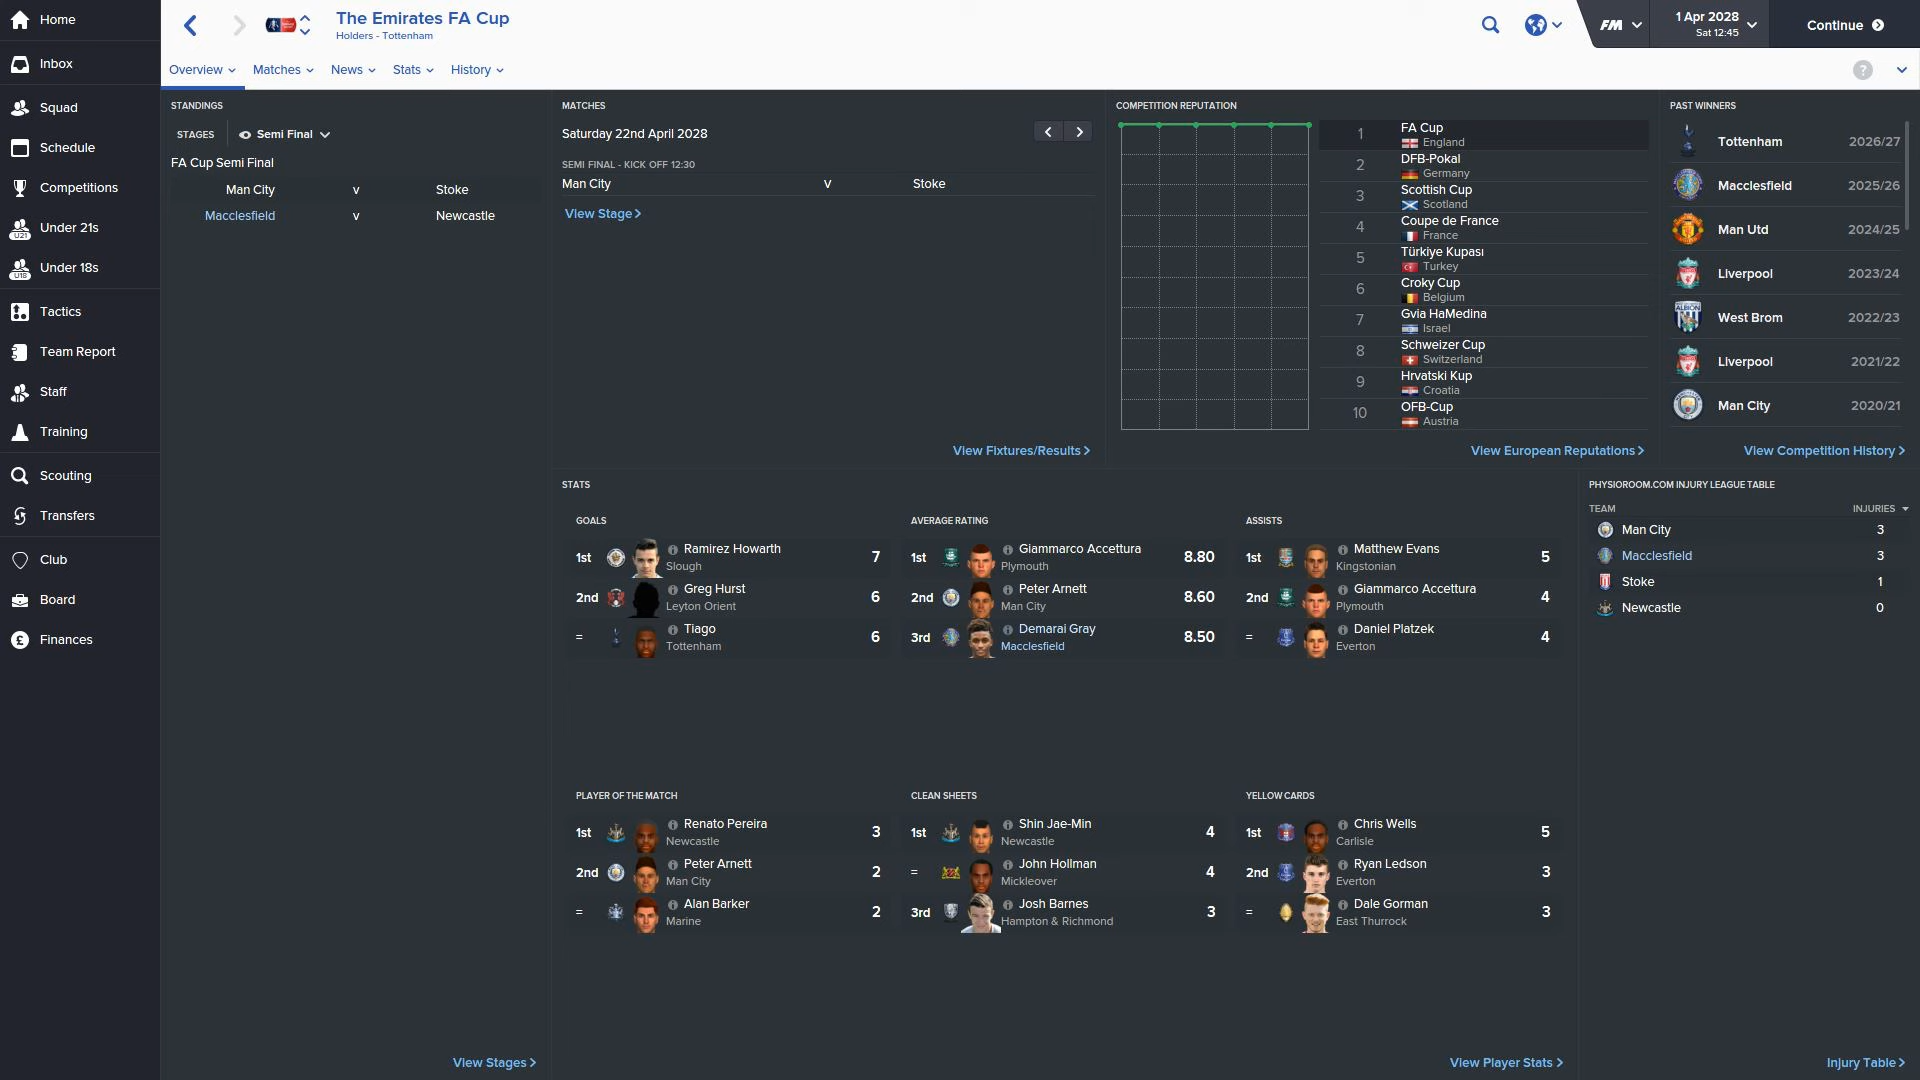 Home
Inbox
Squad
Schedule
Competitions
Under 21s
U21
Under 18s
U18
Tactics
Team Report
Staff
Training
Scouting
Transfers
Club
Board
Finances
The Emirates FA Cup
Holders - Tottenham
FM
1 Apr 2028
Sat 12:45
Continue
Overview
Matches
News
Stats
History
?
STANDINGS
STAGES
Semi Final
FA Cup Semi Final
Man City v Stoke
Macclesfield v Newcastle
View Stages
MATCHES
Saturday 22nd April 2028
SEMI FINAL - KICK OFF 12:30
Man City V Stoke
View Stage
View Fixtures/Results
COMPETITION REPUTATION
1 FA Cup
England
2 DFB-Pokal
Germany
3 Scottish Cup
Scotland
4 Coupe de France
France
5 Türkiye Kupası
Turkey
6 Croky Cup
Belgium
7 Gvia HaMedina
Israel
8 Schweizer Cup
Switzerland
9 Hrvatski Kup
Croatia
10 OFB-Cup
Austria
View European Reputations
PAST WINNERS
Tottenham 2026/27
Macclesfield 2025/26
Man Utd 2024/25
Liverpool 2023/24
West Brom 2022/23
Liverpool 2021/22
Man City 2020/21
View Competition History
STATS
GOALS
1st Ramirez Howarth 7
Slough
2nd Greg Hurst 6
Leyton Orient
= Tiago 6
Tottenham
AVERAGE RATING
1st Giammarco Accettura 8.80
Plymouth
2nd Peter Arnett 8.60
Man City
3rd Demarai Gray 8.50
Macclesfield
ASSISTS
1st Matthew Evans 5
Kingstonian
2nd Giammarco Accettura 4
Plymouth
= Daniel Platzek 4
Everton
PLAYER OF THE MATCH
1st Renato Pereira 3
Newcastle
2nd Peter Arnett 2
Man City
= Alan Barker 2
Marine
CLEAN SHEETS
1st Shin Jae-Min 4
Newcastle
= John Hollman 4
Mickleover
3rd Josh Barnes 3
Hampton & Richmond
YELLOW CARDS
1st Chris Wells 5
Carlisle
2nd Ryan Ledson 3
Everton
= Dale Gorman 3
East Thurrock
View Player Stats
PHYSIOROOM.COM INJURY LEAGUE TABLE
TEAM INJURIES
Man City 3
Macclesfield 3
Stoke 1
Newcastle 0
Injury Table